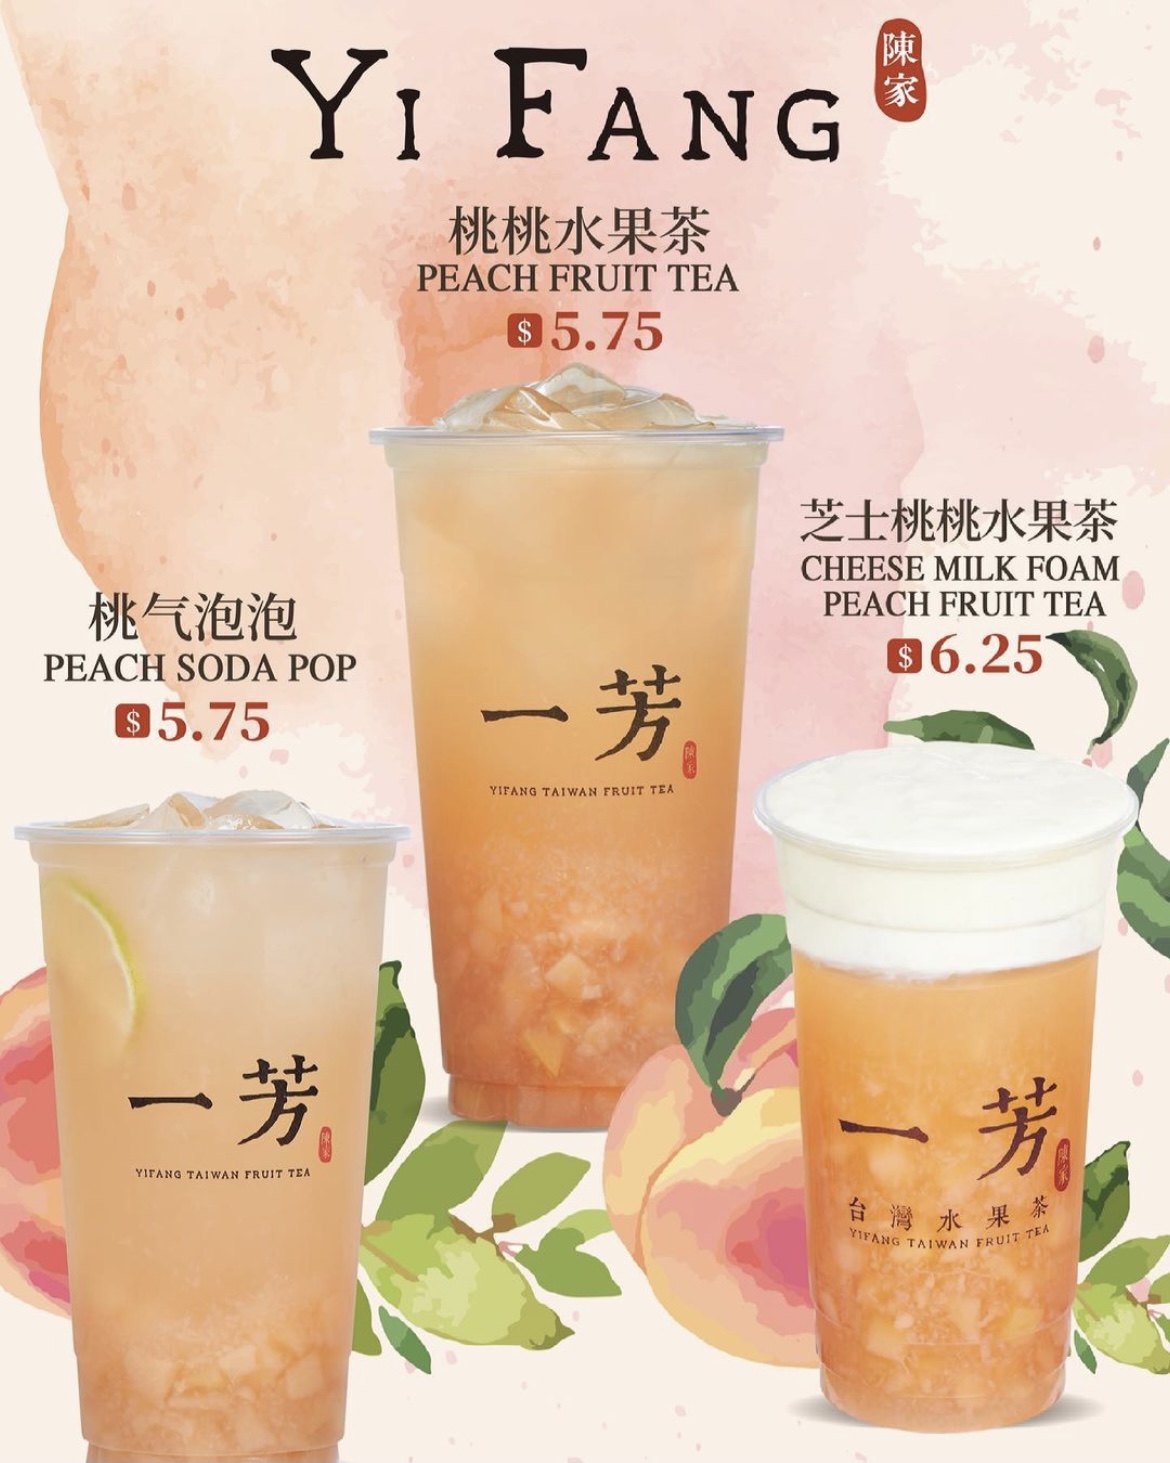 YI FANG
陳家
桃桃水果茶
PEACH FRUIT TEA
$5.75
芝士桃桃水果茶
CHEESE MILK FOAM
PEACH FRUIT TEA
$6.25
桃气泡泡
PEACH SODA POP
$5.75
一芳
陳家
YIFANG TAIWAN FRUIT TEA
一芳
陳家
YIFANG TAIWAN FRUIT TEA
一芳
陳家
台灣水果茶
YIFANG TAIWAN FRUIT TEA